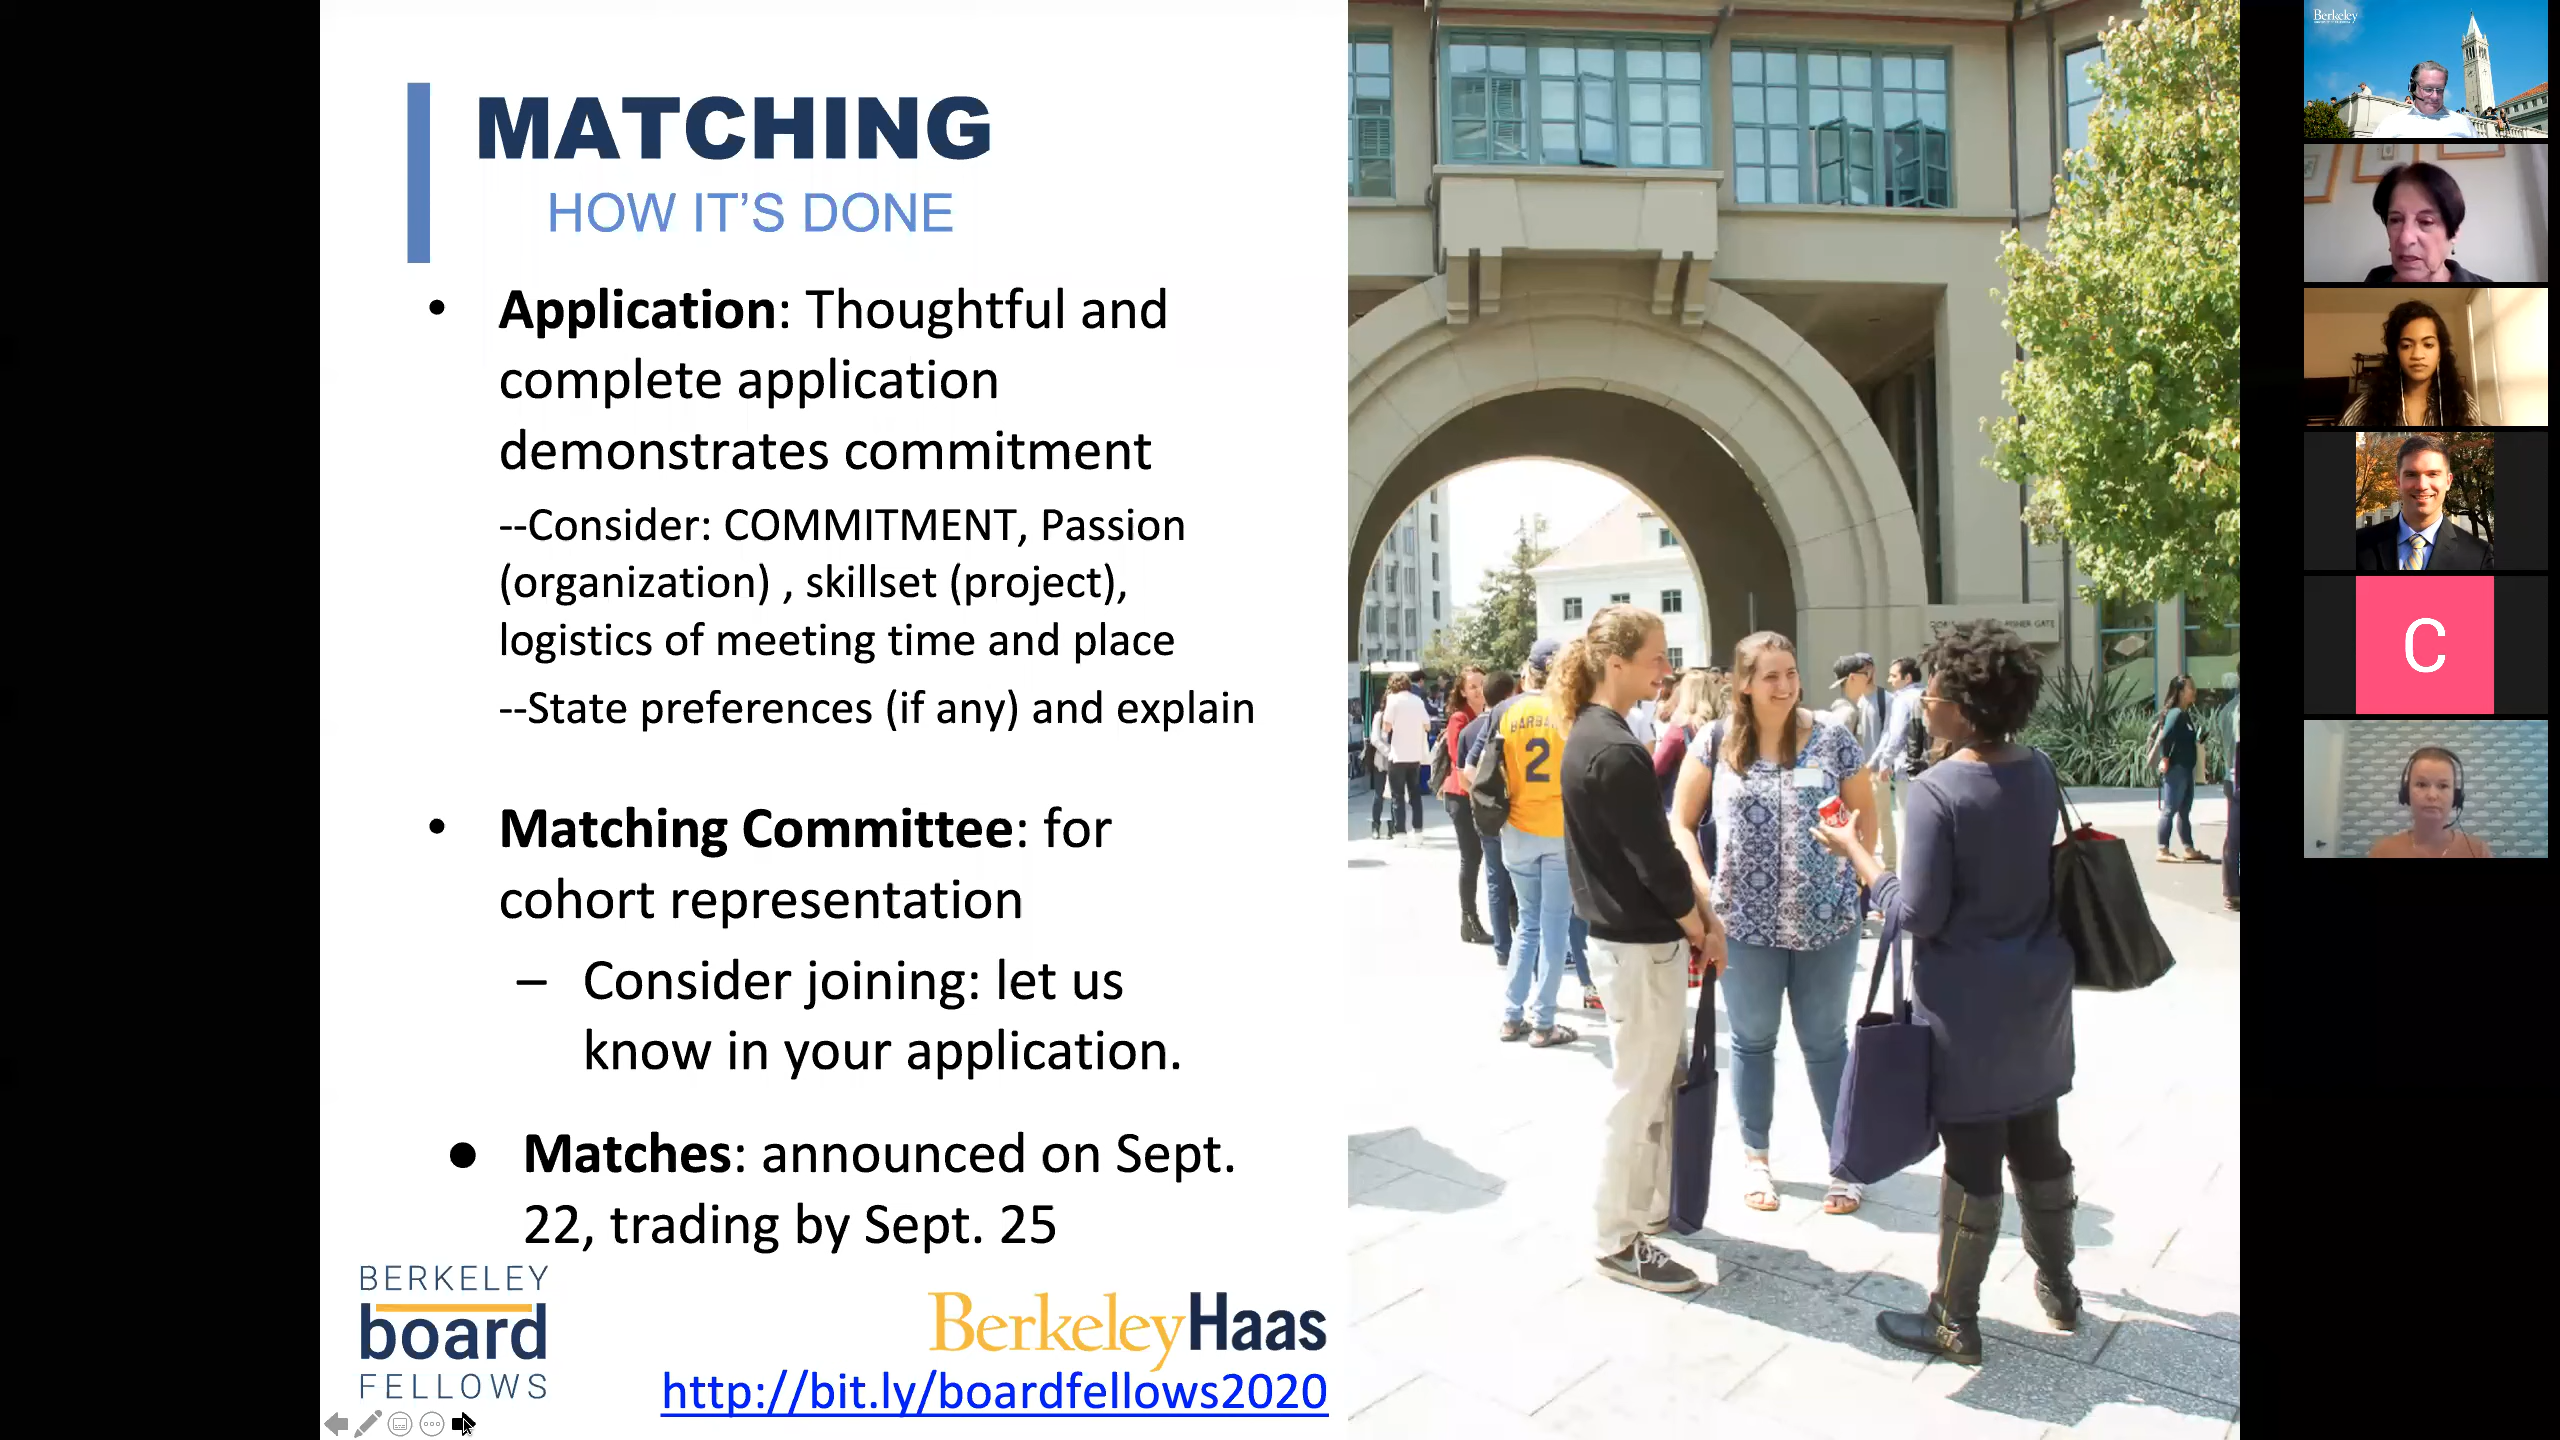 MATCHING
HOW IT'S DONE
• Application: Thoughtful and
complete application
demonstrates commitment
--Consider: COMMITMENT, Passion
(organization) , skillset (project),
logistics of meeting time and place
--State preferences (if any) and explain
• Matching Committee: for
cohort representation
– Consider joining: let us
know in your application.
● Matches: announced on Sept.
22, trading by Sept. 25
BERKELEY
board
FELLOWS
BerkeleyHaas
http://bit.ly/boardfellows2020
2
GATE
Berkeley
C